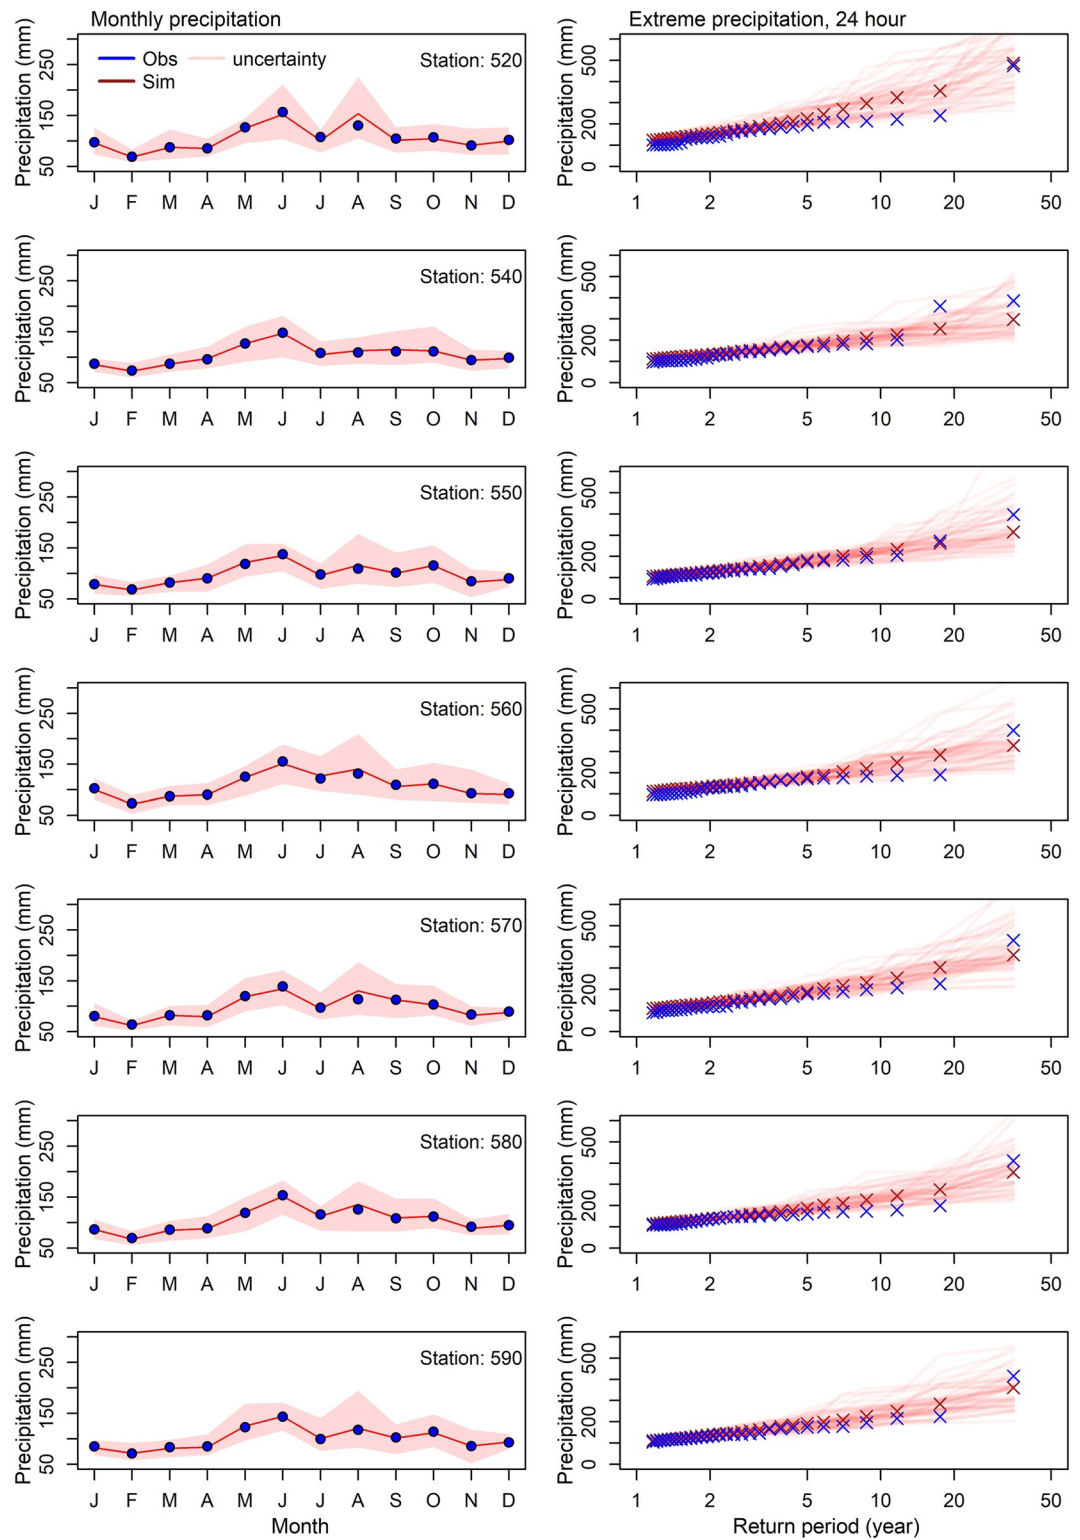 Monthly precipitation
Extreme precipitation, 24 hour
Precipitation (mm)
50 150 250
Obs
Sim
uncertainty
Station: 520
J F M A M J J A S O N D
Precipitation (mm)
0 200 500
1 2 5 10 20 50
Precipitation (mm)
50 150 250
Station: 540
J F M A M J J A S O N D
Precipitation (mm)
0 200 500
1 2 5 10 20 50
Precipitation (mm)
50 150 250
Station: 550
J F M A M J J A S O N D
Precipitation (mm)
0 200 500
1 2 5 10 20 50
Precipitation (mm)
50 150 250
Station: 560
J F M A M J J A S O N D
Precipitation (mm)
0 200 500
1 2 5 10 20 50
Precipitation (mm)
50 150 250
Station: 570
J F M A M J J A S O N D
Precipitation (mm)
0 200 500
1 2 5 10 20 50
Precipitation (mm)
50 150 250
Station: 580
J F M A M J J A S O N D
Precipitation (mm)
0 200 500
1 2 5 10 20 50
Precipitation (mm)
50 150 250
Station: 590
J F M A M J J A S O N D
Month
Precipitation (mm)
0 200 500
1 2 5 10 20 50
Return period (year)